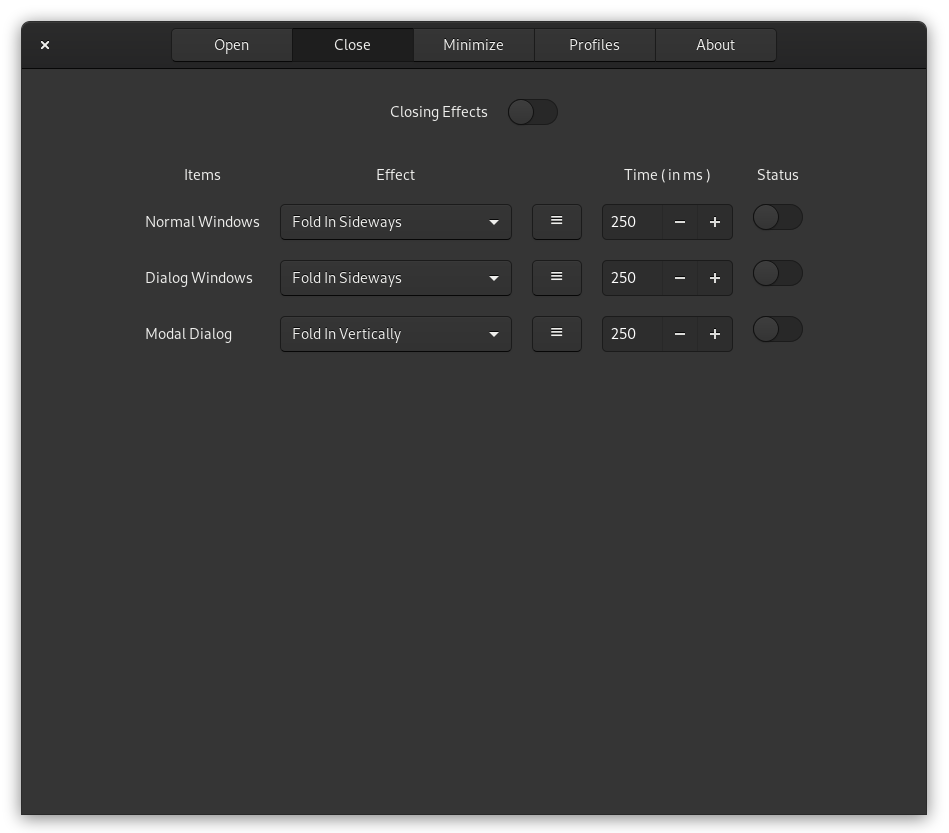 Open Close Minimize Profiles About
Closing Effects
Items Effect Time ( in ms ) Status
Normal Windows Fold In Sideways 250
Dialog Windows Fold In Sideways 250
Modal Dialog Fold In Vertically 250